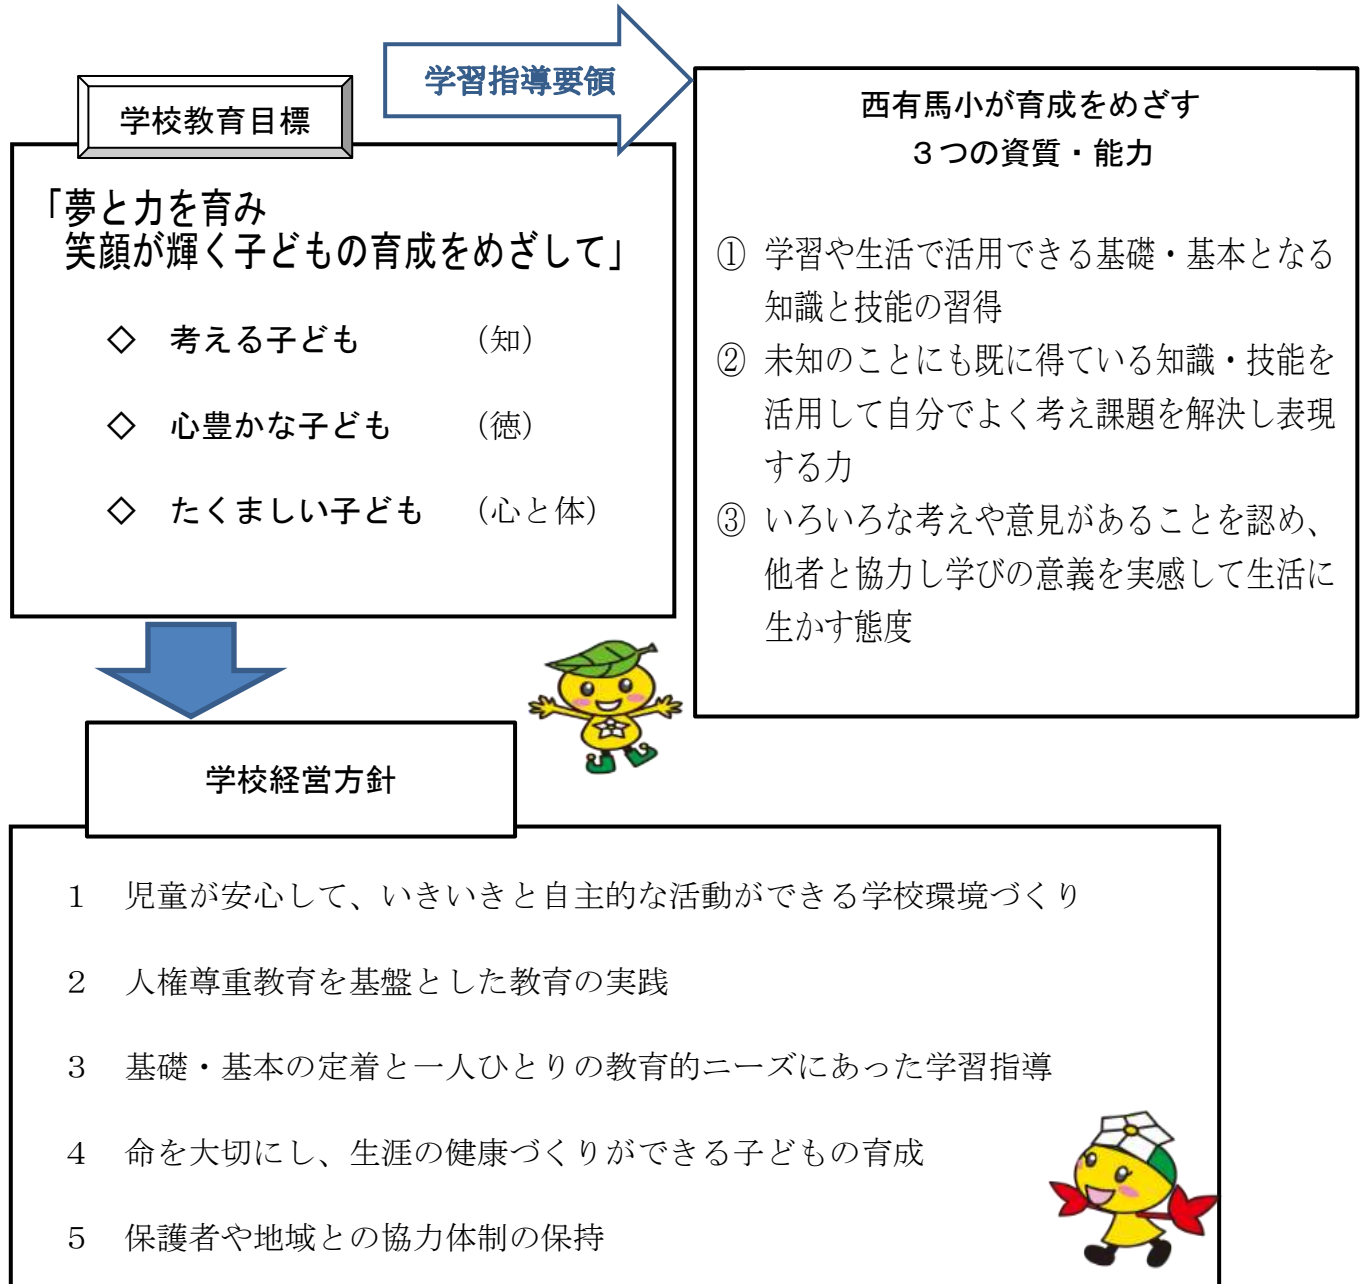 学習指導要領
学校教育目標
「夢と力を育み
笑顔が輝く子どもの育成をめざして」
◇ 考える子ども （知）
◇ 心豊かな子ども （徳）
◇ たくましい子ども （心と体）
西有馬小が育成をめざす
３つの資質・能力
① 学習や生活で活用できる基礎・基本となる
知識と技能の習得
② 未知のことにも既に得ている知識・技能を
活用して自分でよく考え課題を解決し表現
する力
③ いろいろな考えや意見があることを認め、
他者と協力し学びの意義を実感して生活に
生かす態度
学校経営方針
１ 児童が安心して、いきいきと自主的な活動ができる学校環境づくり
２ 人権尊重教育を基盤とした教育の実践
３ 基礎・基本の定着と一人ひとりの教育的ニーズにあった学習指導
４ 命を大切にし、生涯の健康づくりができる子どもの育成
５ 保護者や地域との協力体制の保持